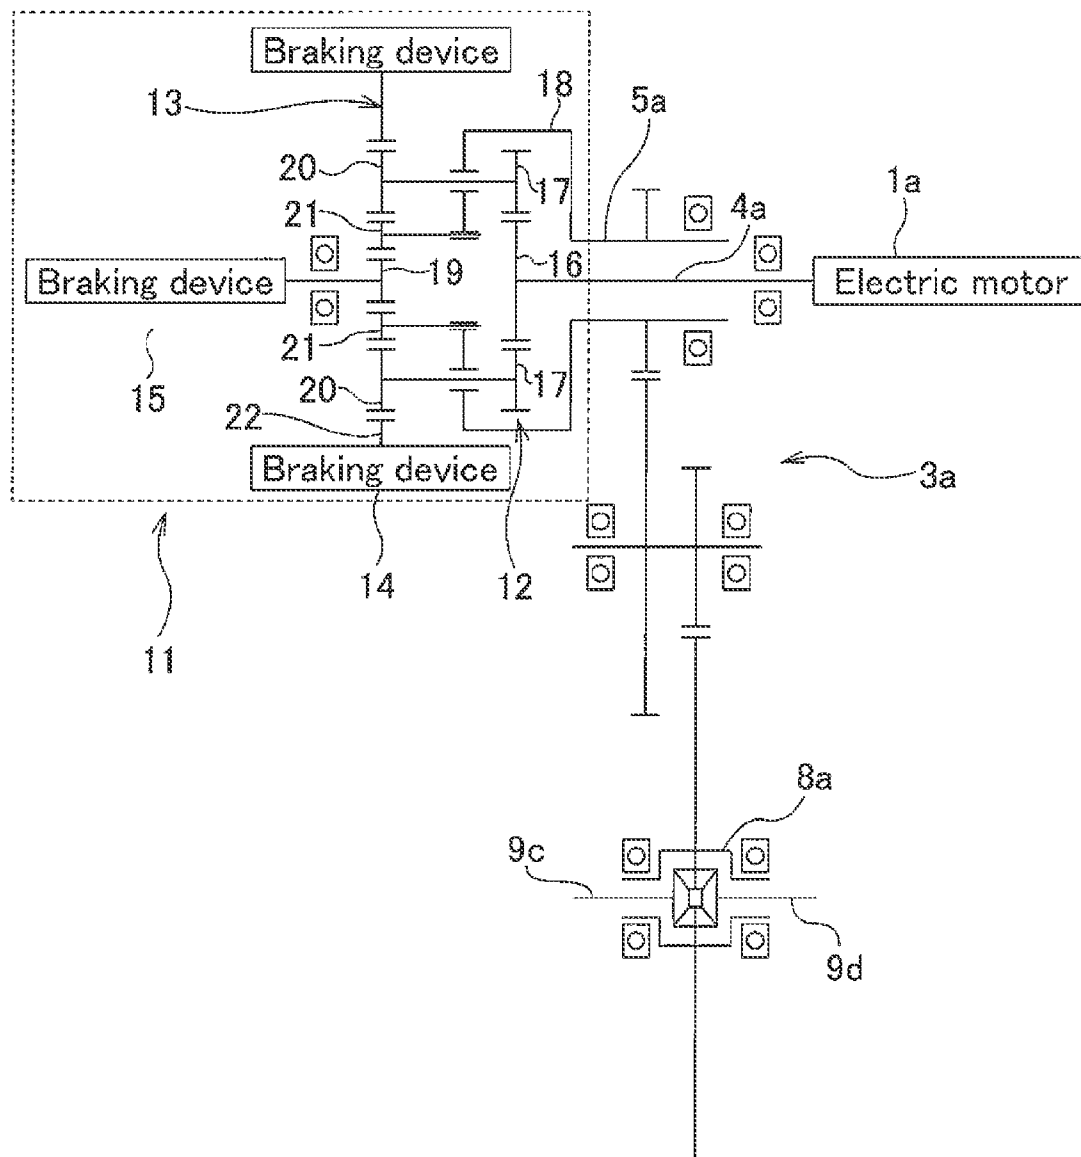 Braking device
13
18
5a
20
17
1a
21
4a
16
19
Braking device
Electric motor
21
17
15
20
22
Braking device
3a
14
12
11
8a
9c
9d